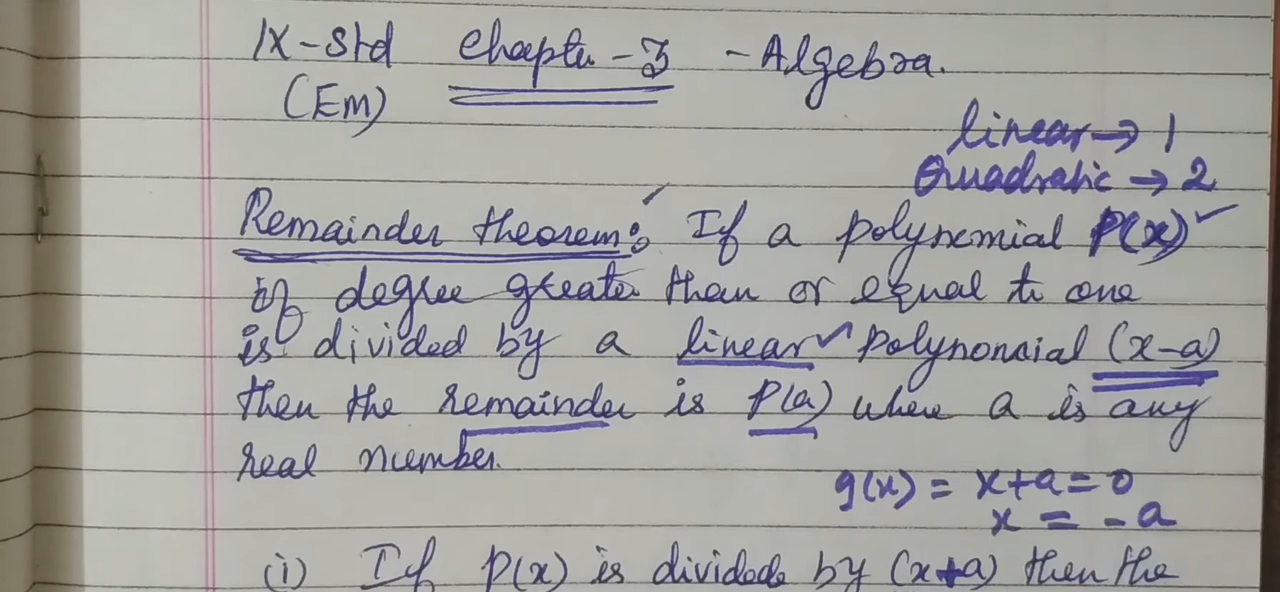 IX-Std Chapter-3 - Algebra.
(EM)
linear → 1
Quadratic → 2
Remainder theorem: If a polynomial P(x) ✓
of degree greater than or equal to one
is divided by a linear ✓ polynomial (x-a)
then the remainder is P(a) where a is any
real number.
g(x) = x+a=0
x = -a
(i) If P(x) is divided by (x+a) then the